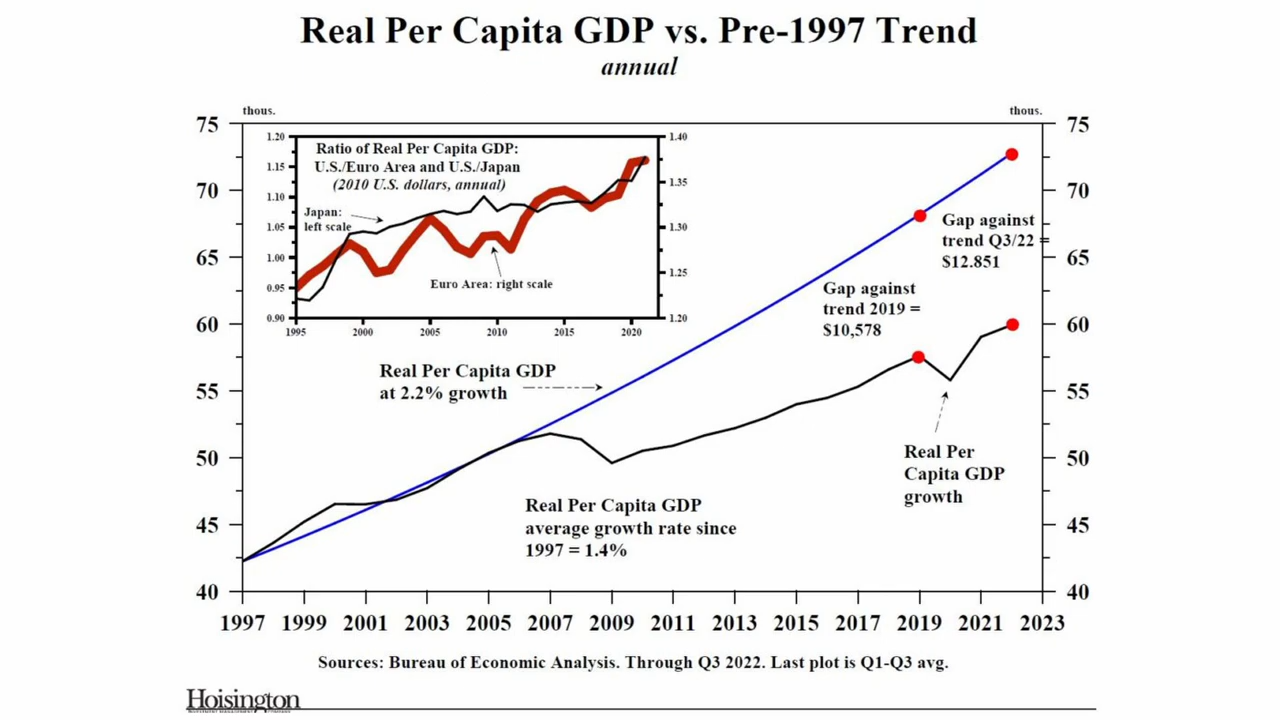 Real Per Capita GDP vs. Pre-1997 Trend
annual
thous.
thous.
75
70
65
60
55
50
45
40
75
70
65
60
55
50
45
40
1.20
1.15
1.10
1.05
1.00
0.95
0.90
1.40
1.35
1.30
1.25
1.20
Ratio of Real Per Capita GDP:
U.S./Euro Area and U.S./Japan
(2010 U.S. dollars, annual)
Japan:
left scale
Euro Area: right scale
1995 2000 2005 2010 2015 2020
Gap against
trend Q3/22 =
$12.851
Gap against
trend 2019 =
$10,578
Real Per Capita GDP
at 2.2% growth
Real Per
Capita GDP
growth
Real Per Capita GDP
average growth rate since
1997 = 1.4%
1997 1999 2001 2003 2005 2007 2009 2011 2013 2015 2017 2019 2021 2023
Sources: Bureau of Economic Analysis. Through Q3 2022. Last plot is Q1-Q3 avg.
Hoisington